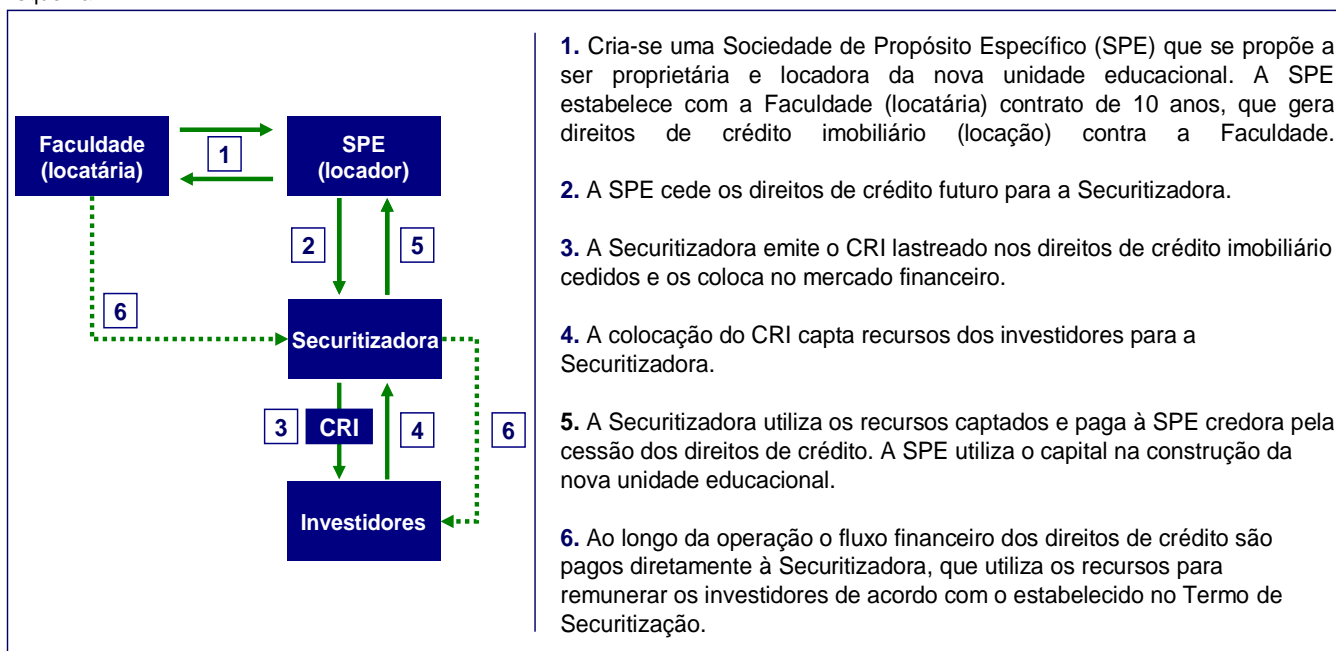 Faculdade
(locatária)
1
SPE
(locador)
2
5
6
Securitizadora
3
CRI
4
6
Investidores
1. Cria-se uma Sociedade de Propósito Específico (SPE) que se propõe a
ser proprietária e locadora da nova unidade educacional. A SPE
estabelece com a Faculdade (locatária) contrato de 10 anos, que gera
direitos de crédito imobiliário (locação) contra a Faculdade.
2. A SPE cede os direitos de crédito futuro para a Securitizadora.
3. A Securitizadora emite o CRI lastreado nos direitos de crédito imobiliário
cedidos e os coloca no mercado financeiro.
4. A colocação do CRI capta recursos dos investidores para a
Securitizadora.
5. A Securitizadora utiliza os recursos captados e paga à SPE credora pela
cessão dos direitos de crédito. A SPE utiliza o capital na construção da
nova unidade educacional.
6. Ao longo da operação o fluxo financeiro dos direitos de crédito são
pagos diretamente à Securitizadora, que utiliza os recursos para
remunerar os investidores de acordo com o estabelecido no Termo de
Securitização.